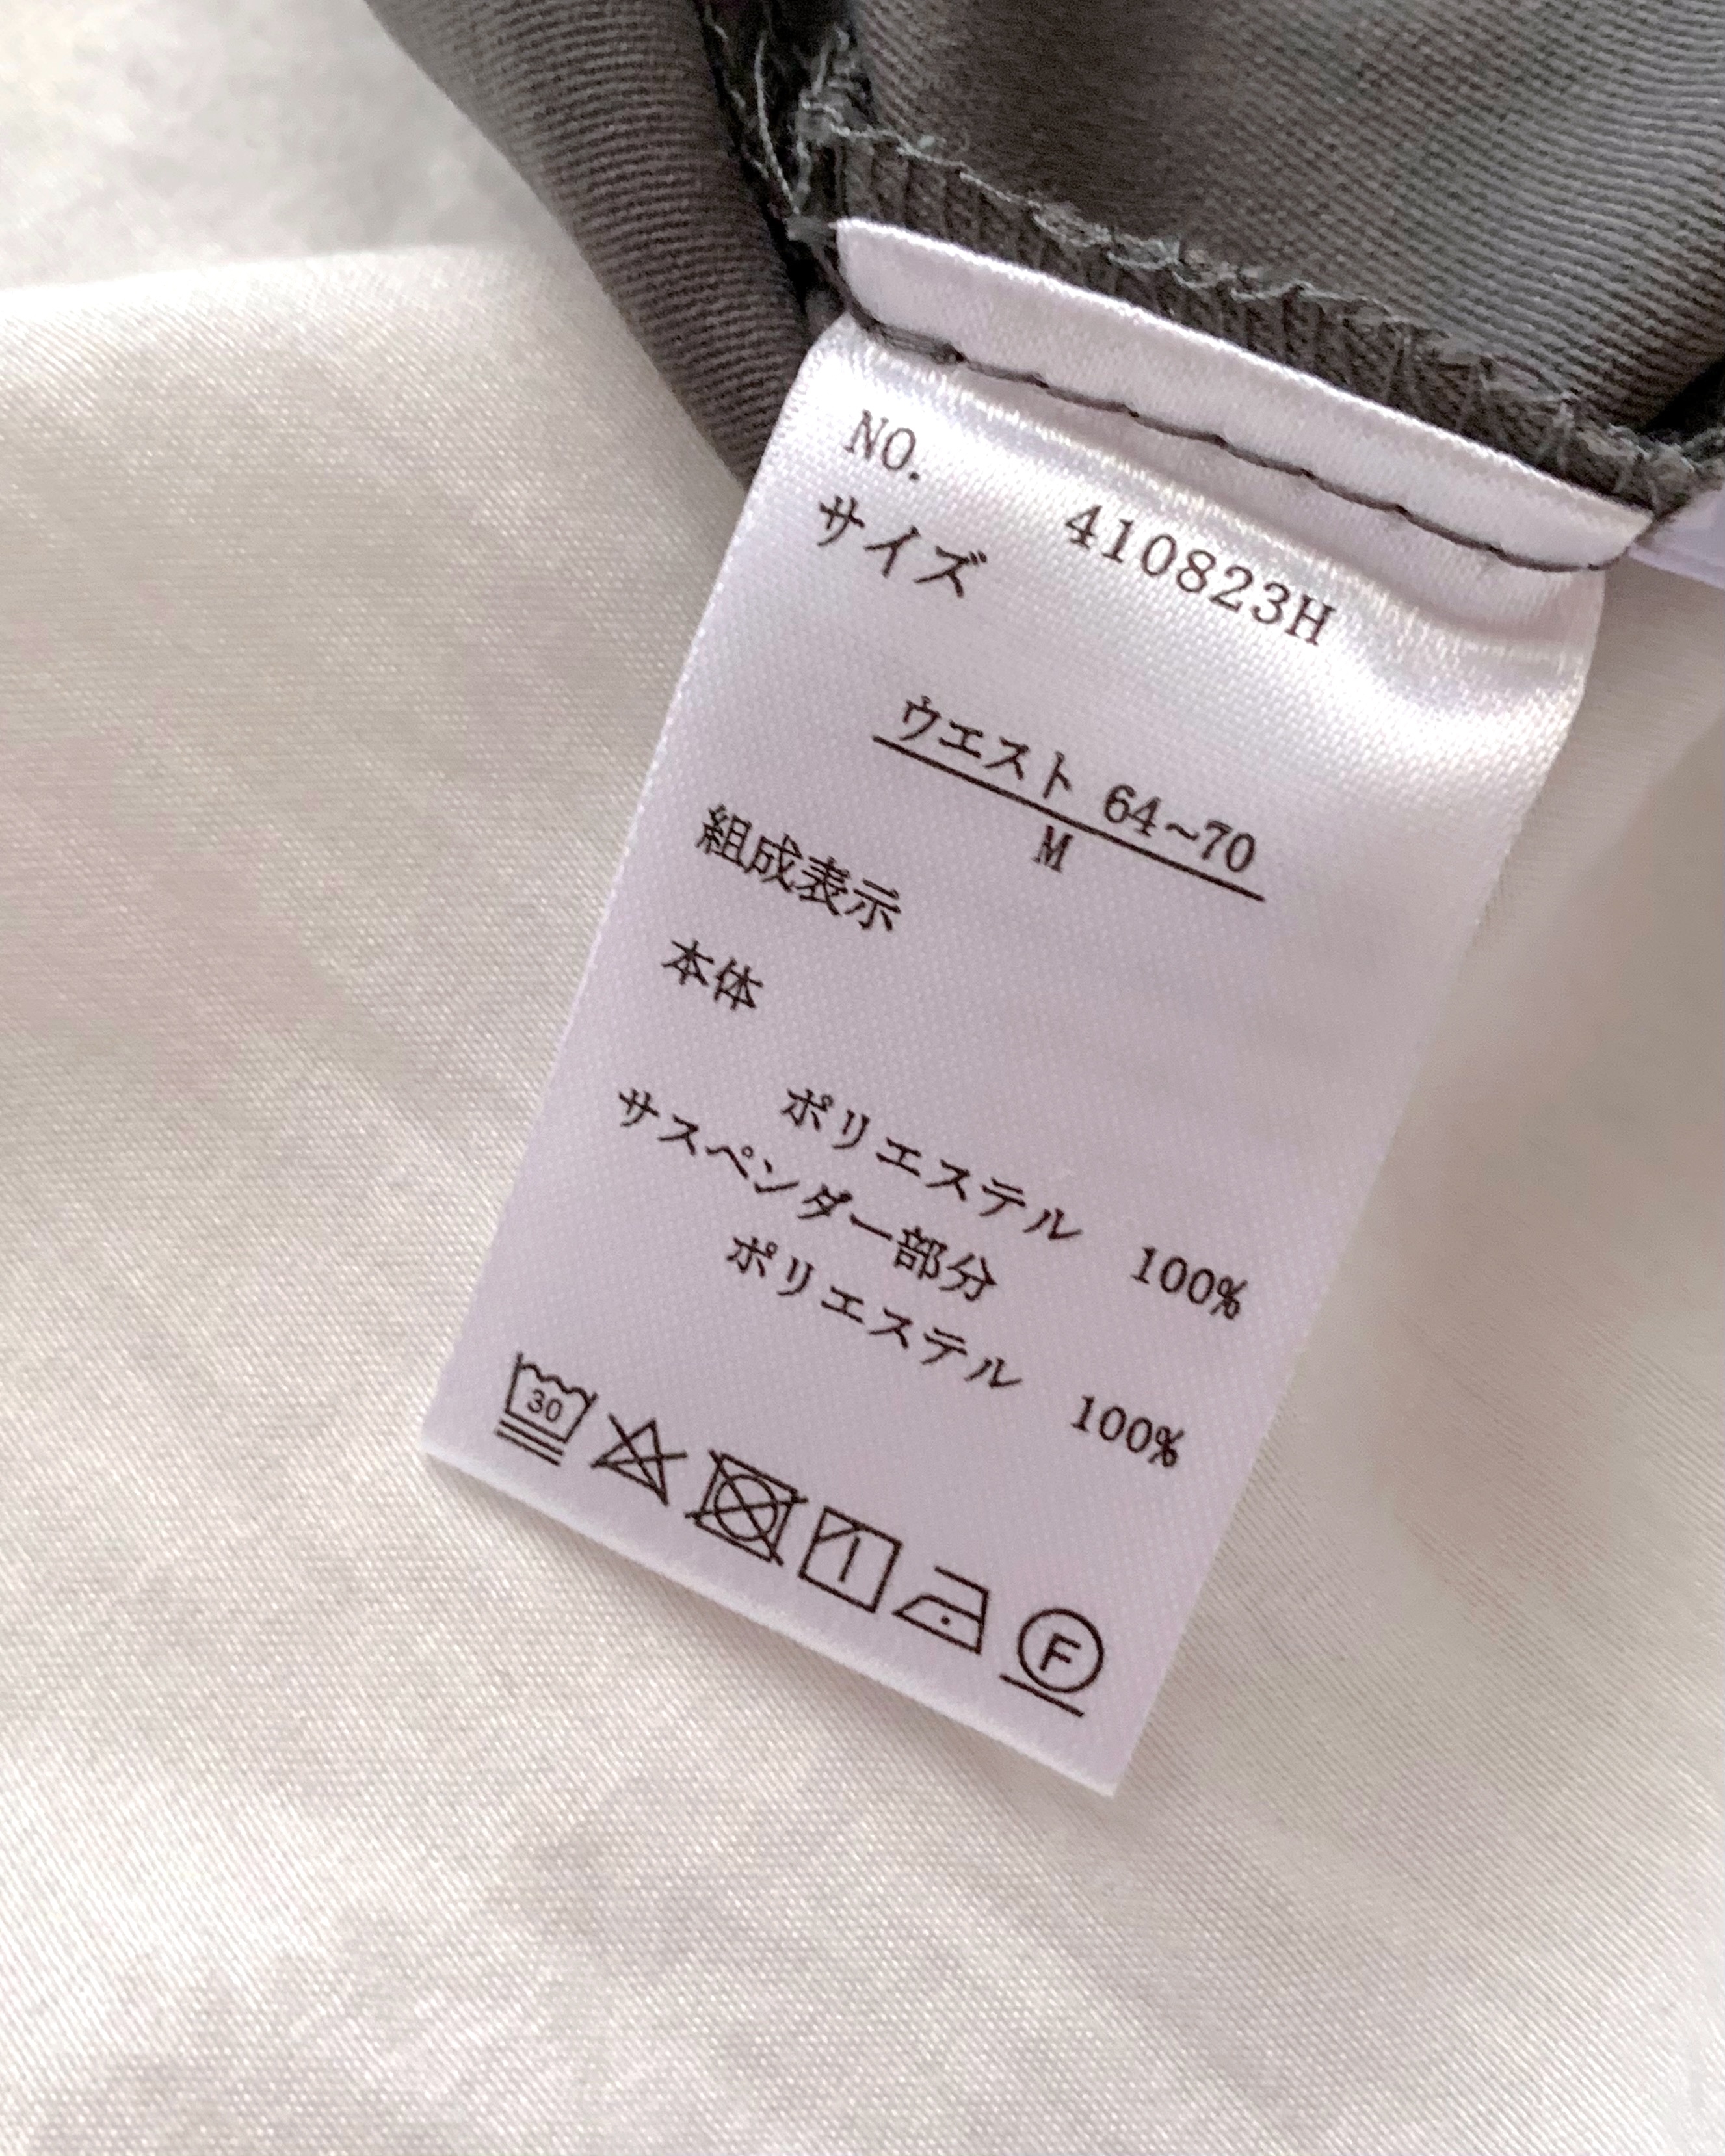 NO. 410823H
サイズ
ウエスト 64~70
M
組成表示
本体
ポリエステル 100%
サスペンダー部分
ポリエステル 100%
30
F